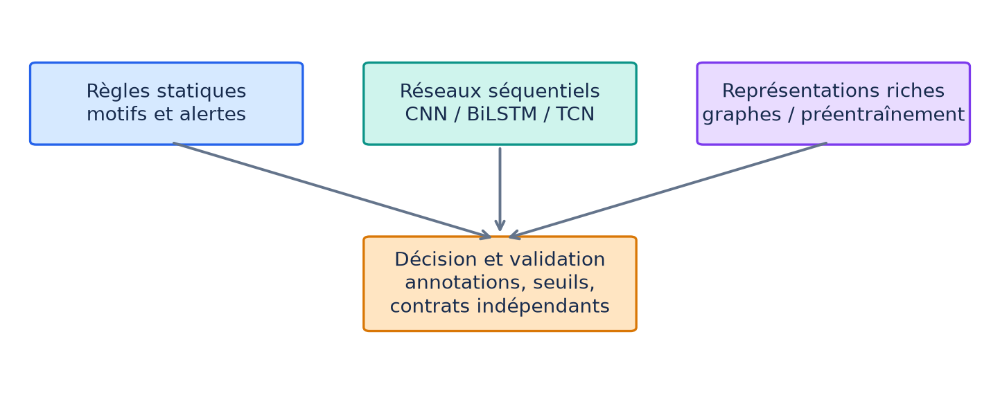 Règles statiques
motifs et alertes
Réseaux séquentiels
CNN / BiLSTM / TCN
Représentations riches
graphes / préentraînement
Décision et validation
annotations, seuils,
contrats indépendants